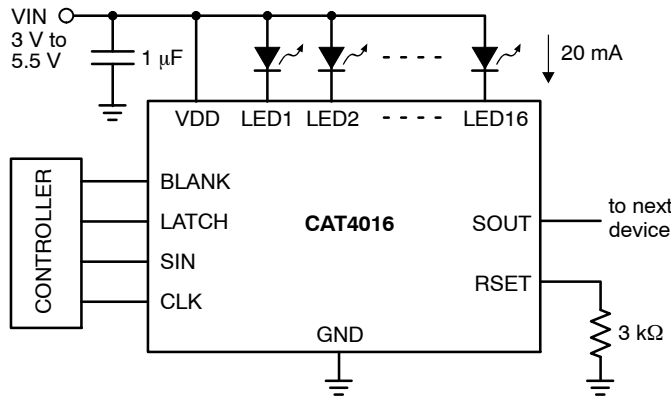 VIN
3 V to
5.5 V
1 μF
20 mA
VDD LED1 LED2 LED16
CONTROLLER
BLANK
LATCH
SIN
CLK
CAT4016
SOUT
RSET
GND
to next
device
3 kΩ